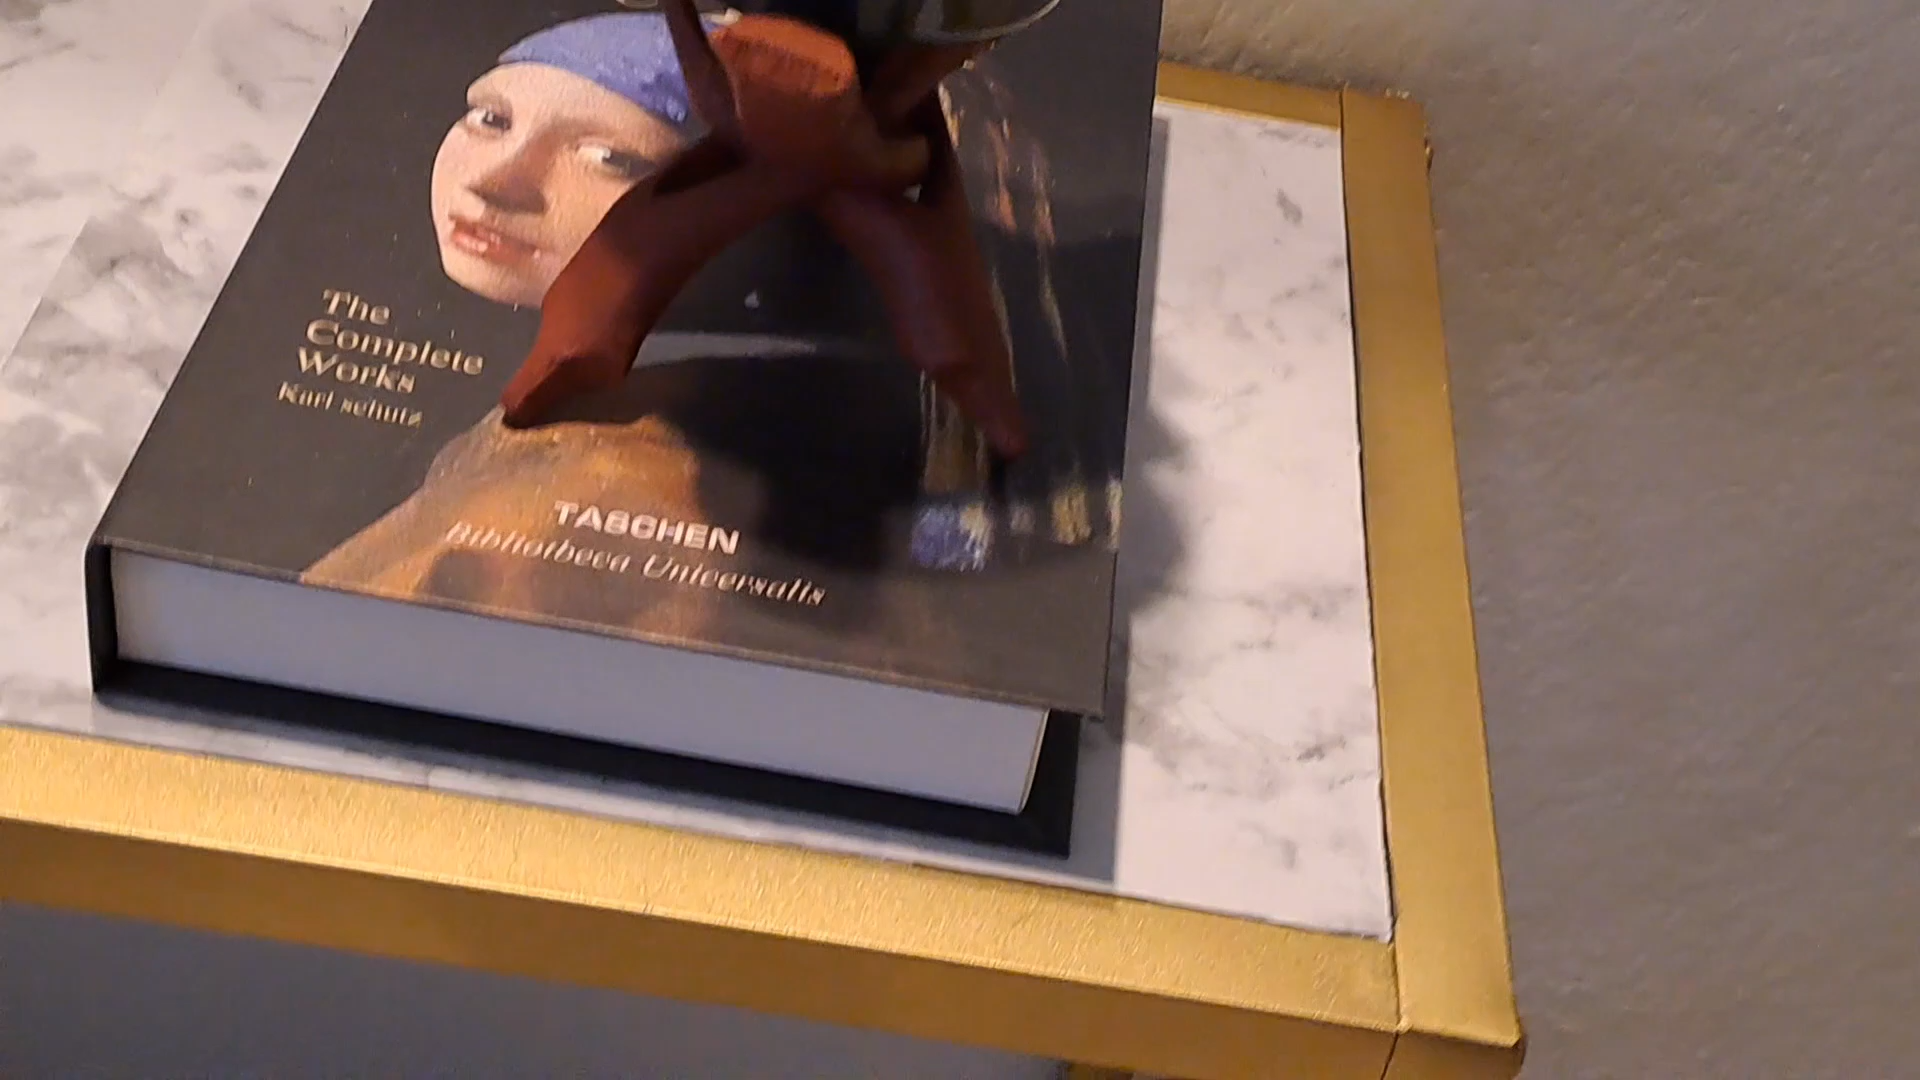 The
Complete
Works
Karl schutz
TASCHEN
Bibliotheca Universalis